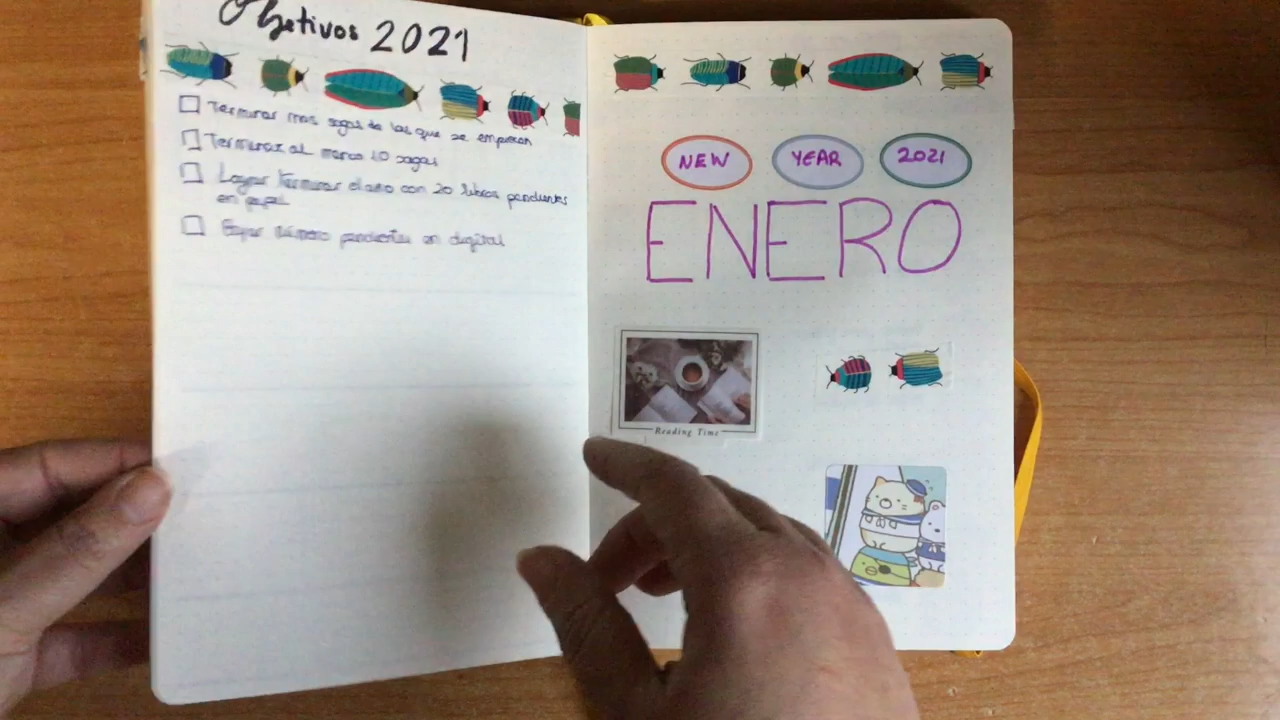 Objetivos 2021
Terminar mas sagas de las que se empiezan
Terminar al menos 10 sagas
Lograr terminar el año con 20 libros pendientes
en papel
número pendientes en digital
NEW YEAR 2021
ENERO
Reading Time